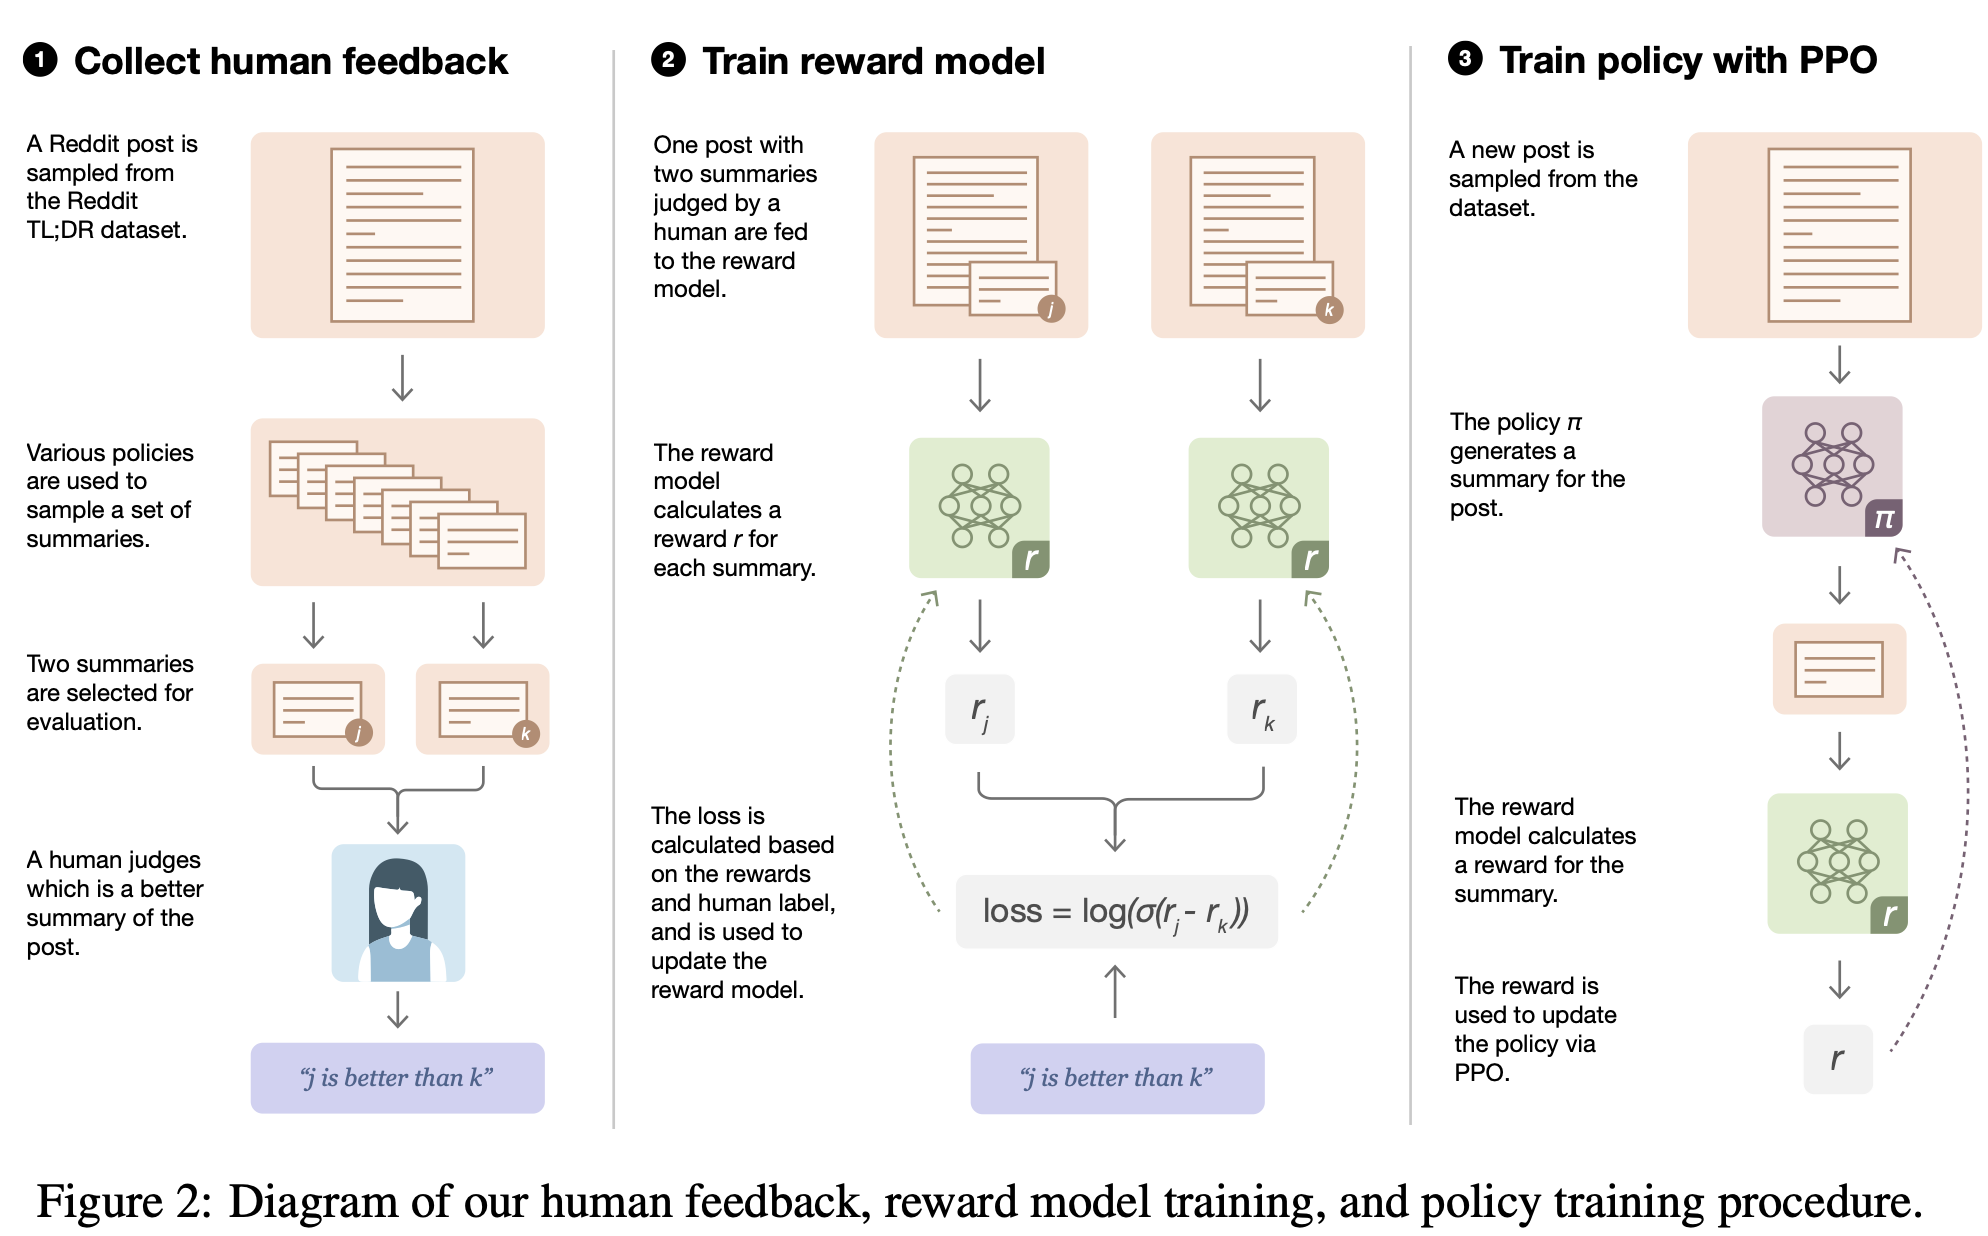 1 Collect human feedback
A Reddit post is
sampled from
the Reddit
TL;DR dataset.
Various policies
are used to
sample a set of
summaries.
Two summaries
are selected for
evaluation.
j
k
A human judges
which is a better
summary of the
post.
“j is better than k”
2 Train reward model
One post with
two summaries
judged by a
human are fed
to the reward
model.
j
k
The reward
model
calculates a
reward r for
each summary.
r
r
r_j
r_k
The loss is
calculated based
on the rewards
and human label,
and is used to
update the
reward model.
loss = log(σ(r_j - r_k))
“j is better than k”
3 Train policy with PPO
A new post is
sampled from the
dataset.
The policy π
generates a
summary for the
post.
π
The reward
model calculates
a reward for the
summary.
r
The reward is
used to update
the policy via
PPO.
r
Figure 2: Diagram of our human feedback, reward model training, and policy training procedure.